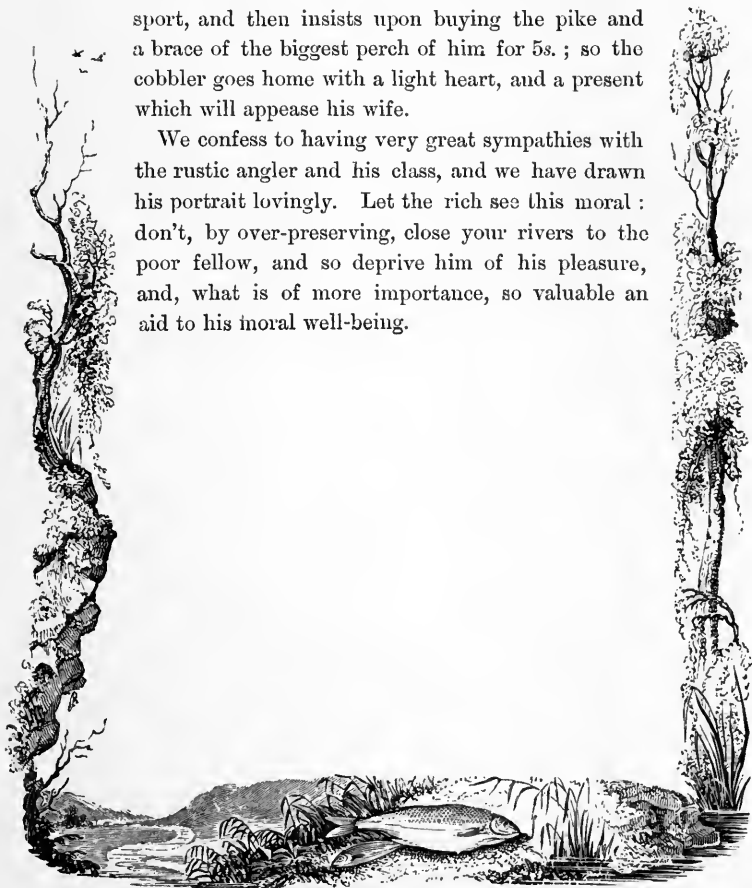 sport, and then insists upon buying the pike and
a brace of the biggest perch of him for 5s. ; so the
cobbler goes home with a light heart, and a present
which will appease his wife.
We confess to having very great sympathies with
the rustic angler and his class, and we have drawn
his portrait lovingly. Let the rich see this moral :
don't, by over-preserving, close your rivers to the
poor fellow, and so deprive him of his pleasure,
and, what is of more importance, so valuable an
aid to his moral well-being.